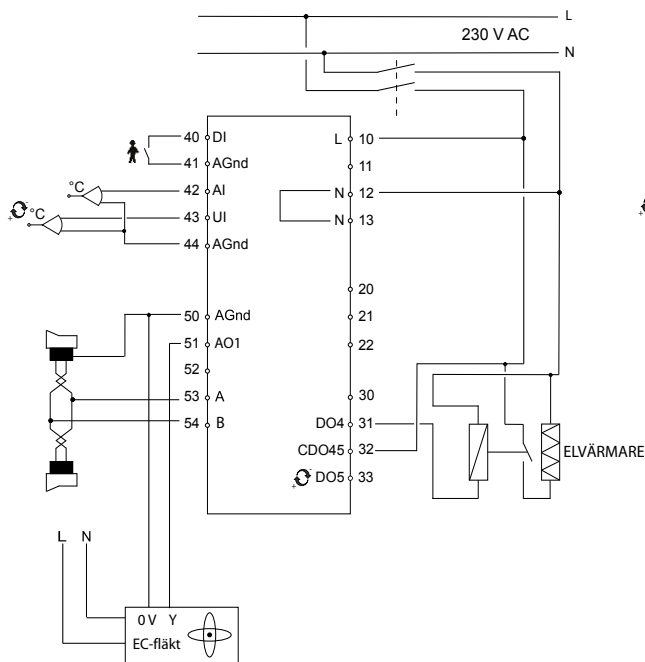 L
230 V AC
N
40 DI
41 AGnd
42 AI
43 UI
44 AGnd
°C
°C
50 AGnd
51 AO1
52
53 A
54 B
L 10
11
N 12
N 13
20
21
22
30
DO4 31
CDO45 32
DO5 33
ELVÄRMARE
L N
0V Y
EC-fläkt